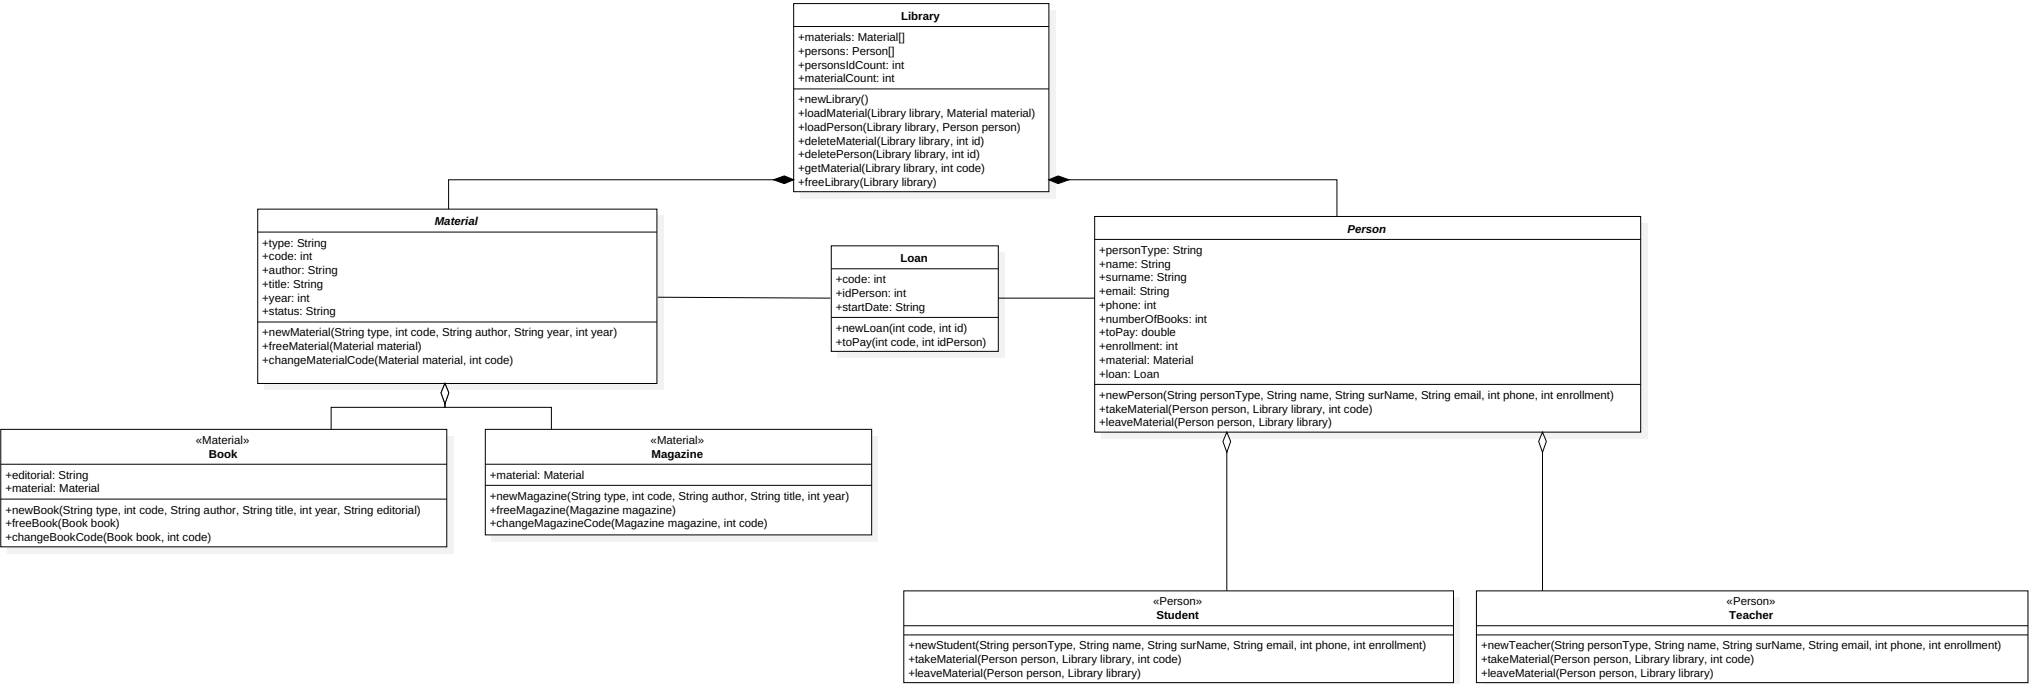 Library
+materials: Material[]
+persons: Person[]
+personsIdCount: int
+materialCount: int
+newLibrary()
+loadMaterial(Library library, Material material)
+loadPerson(Library library, Person person)
+deleteMaterial(Library library, int id)
+deletePerson(Library library, int id)
+getMaterial(Library library, int code)
+freeLibrary(Library library)
Material
+type: String
+code: int
+author: String
+title: String
+year: int
+status: String
+newMaterial(String type, int code, String author, String year, int year)
+freeMaterial(Material material)
+changeMaterialCode(Material material, int code)
Loan
+code: int
+idPerson: int
+startDate: String
+newLoan(int code, int id)
+toPay(int code, int idPerson)
Person
+personType: String
+name: String
+surname: String
+email: String
+phone: int
+numberOfBooks: int
+toPay: double
+enrollment: int
+material: Material
+loan: Loan
+newPerson(String personType, String name, String surName, String email, int phone, int enrollment)
+takeMaterial(Person person, Library library, int code)
+leaveMaterial(Person person, Library library)
«Material»
Book
+editorial: String
+material: Material
+newBook(String type, int code, String author, String title, int year, String editorial)
+freeBook(Book book)
+changeBookCode(Book book, int code)
«Material»
Magazine
+material: Material
+newMagazine(String type, int code, String author, String title, int year)
+freeMagazine(Magazine magazine)
+changeMagazineCode(Magazine magazine, int code)
«Person»
Student
+newStudent(String personType, String name, String surName, String email, int phone, int enrollment)
+takeMaterial(Person person, Library library, int code)
+leaveMaterial(Person person, Library library)
«Person»
Teacher
+newTeacher(String personType, String name, String surName, String email, int phone, int enrollment)
+takeMaterial(Person person, Library library, int code)
+leaveMaterial(Person person, Library library)